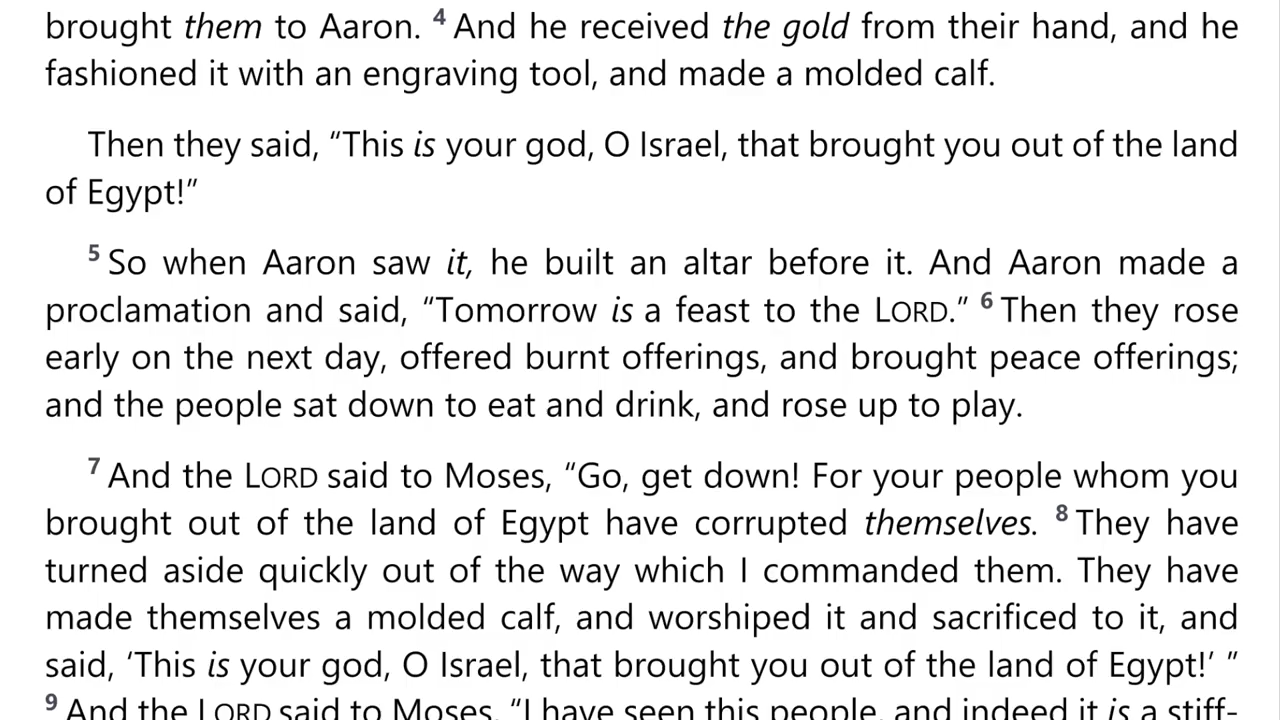 brought them to Aaron. 4 And he received the gold from their hand, and he
fashioned it with an engraving tool, and made a molded calf.
Then they said, “This is your god, O Israel, that brought you out of the land
of Egypt!”
5 So when Aaron saw it, he built an altar before it. And Aaron made a
proclamation and said, “Tomorrow is a feast to the LORD.” 6 Then they rose
early on the next day, offered burnt offerings, and brought peace offerings;
and the people sat down to eat and drink, and rose up to play.
7 And the LORD said to Moses, “Go, get down! For your people whom you
brought out of the land of Egypt have corrupted themselves. 8 They have
turned aside quickly out of the way which I commanded them. They have
made themselves a molded calf, and worshiped it and sacrificed to it, and
said, ‘This is your god, O Israel, that brought you out of the land of Egypt!’ ”
9 And the LORD said to Moses, “I have seen this people, and indeed it is a stiff-